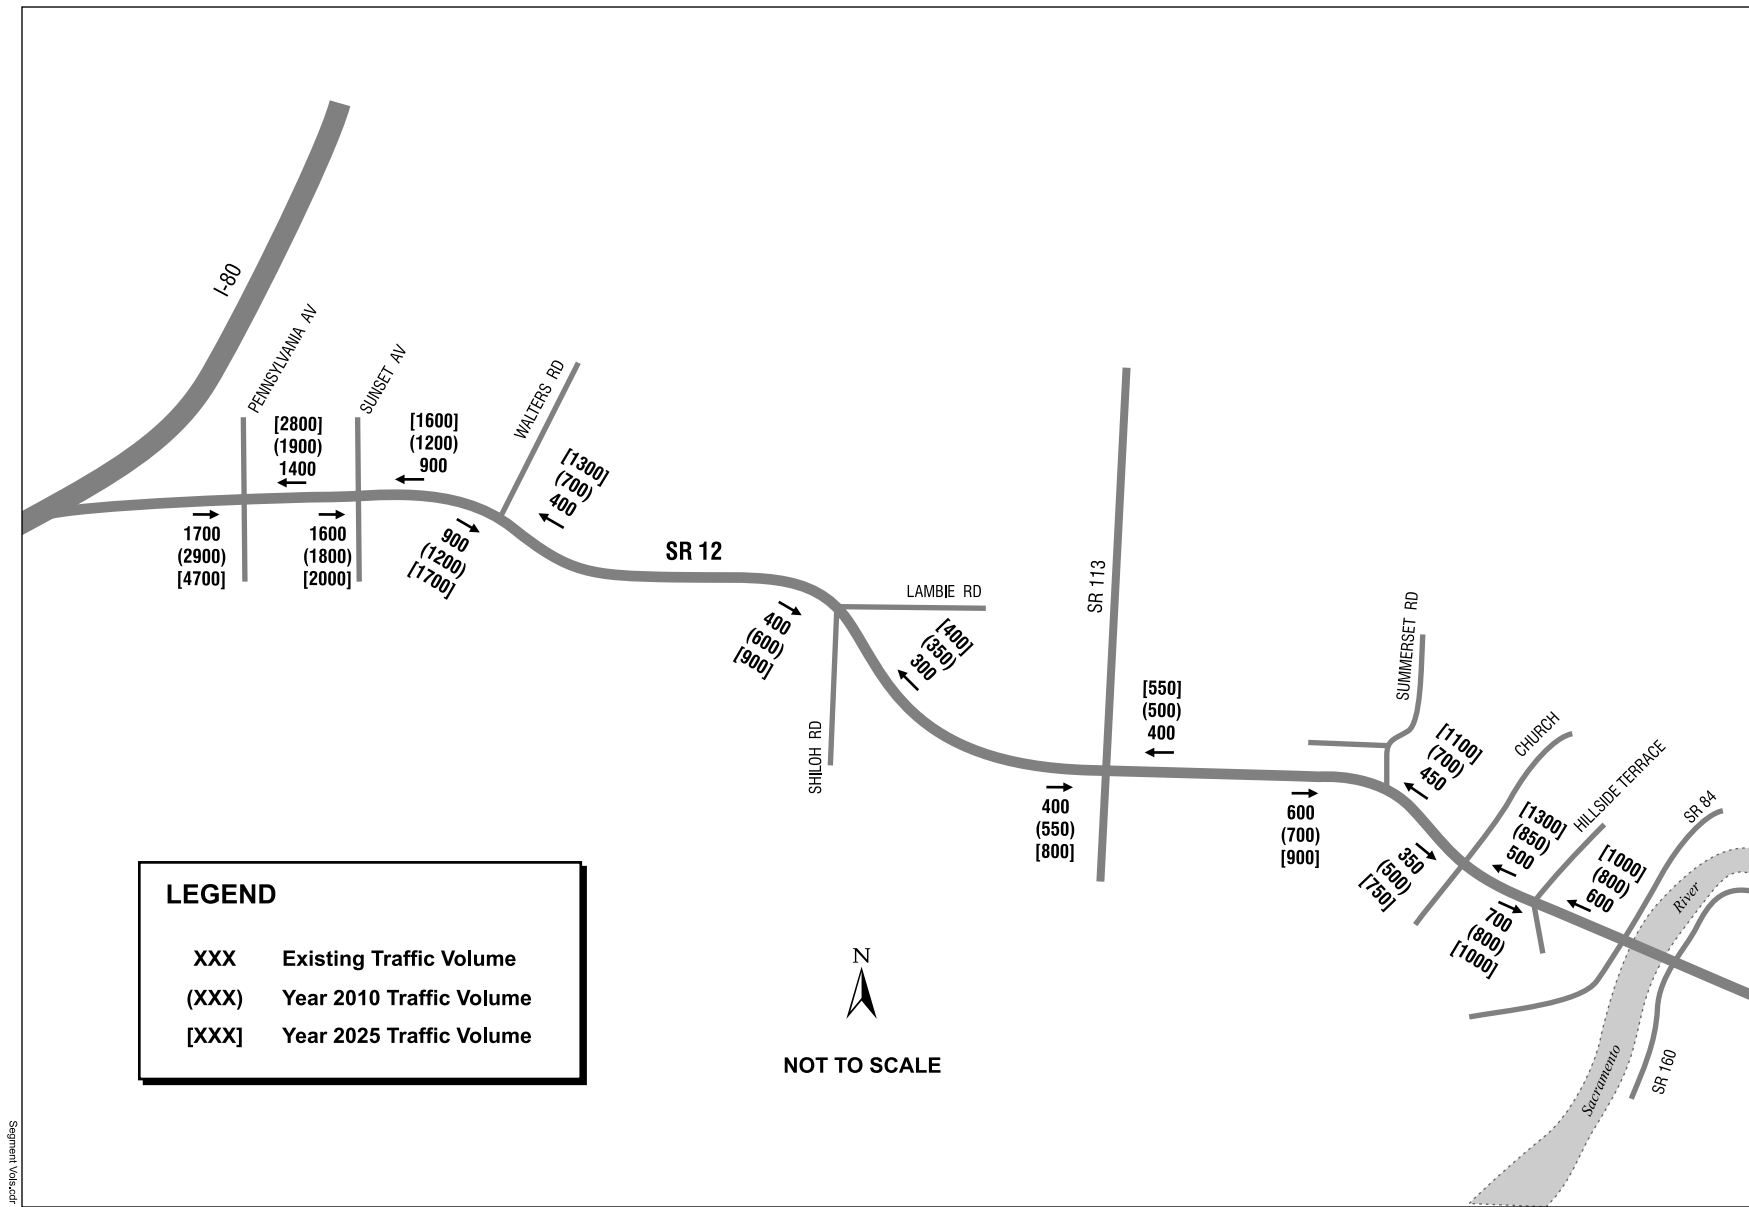 I-80
PENNSYLVANIA AV
SUNSET AV
WALTERS RD
[2800]
(1900)
1400
[1600]
(1200)
900
[1300]
(700)
400
1700
(2900)
[4700]
1600
(1800)
[2000]
900
(1200)
[1700]
SR 12
LAMBIE RD
400
(600)
[900]
[400]
(350)
300
SHILOH RD
SR 113
[550]
(500)
400
400
(550)
[800]
600
(700)
[900]
SUMMERSET RD
[1100]
(700)
450
CHURCH
HILLSIDE TERRACE
SR 84
350
(500)
[750]
[1300]
(850)
500
[1000]
(800)
600
700
(800)
[1000]
River
Sacramento
SR 160
LEGEND
XXX Existing Traffic Volume
(XXX) Year 2010 Traffic Volume
[XXX] Year 2025 Traffic Volume
N
NOT TO SCALE
Segment Vols.cdr